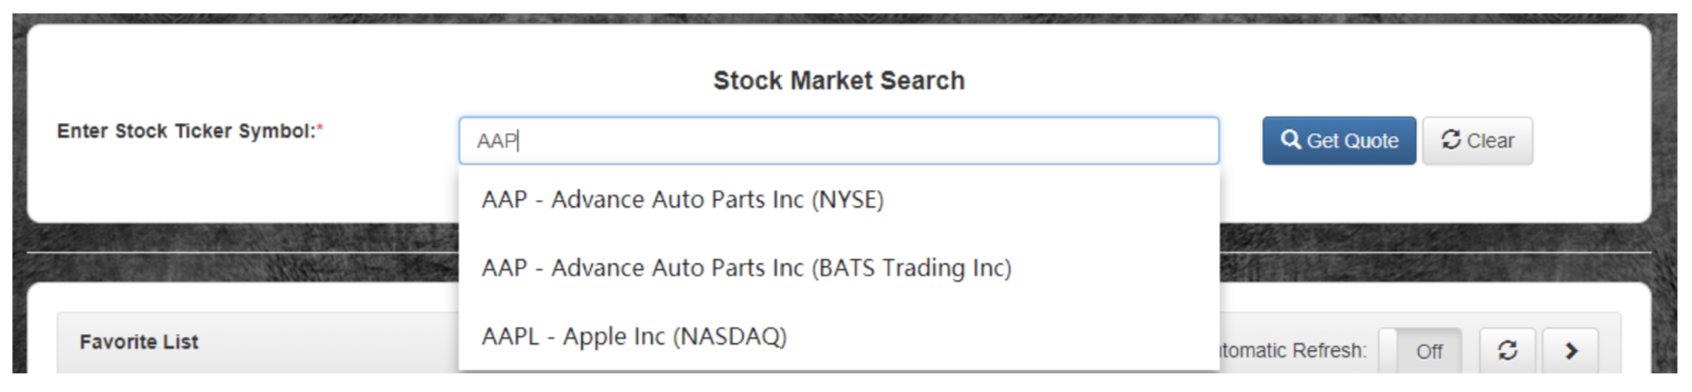 Stock Market Search
Enter Stock Ticker Symbol:*
AAP
Get Quote
Clear
AAP - Advance Auto Parts Inc (NYSE)
AAP - Advance Auto Parts Inc (BATS Trading Inc)
AAPL - Apple Inc (NASDAQ)
Favorite List
tomatic Refresh:
Off